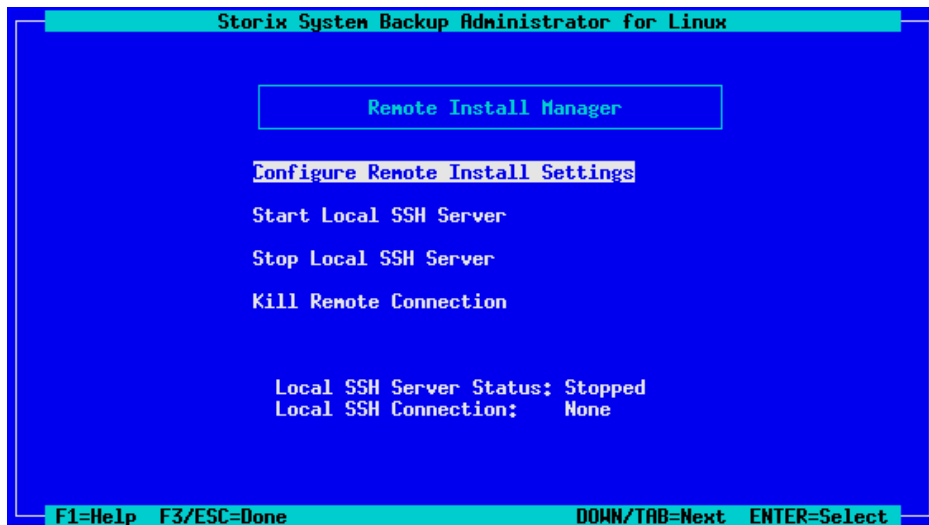 Storix System Backup Administrator for Linux
Remote Install Manager
Configure Remote Install Settings
Start Local SSH Server
Stop Local SSH Server
Kill Remote Connection
Local SSH Server Status: Stopped
Local SSH Connection: None
F1=Help F3/ESC=Done DOWN/TAB=Next ENTER=Select